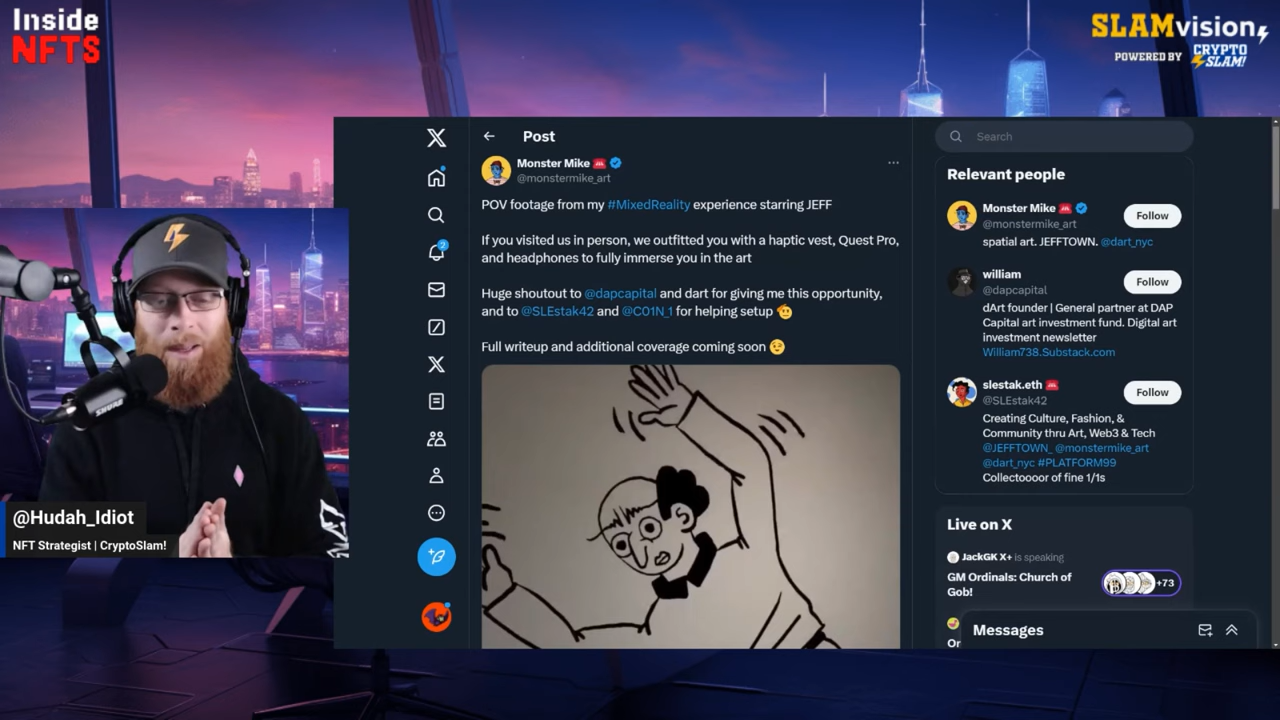 Inside
NFTS
SLAMvision
POWERED BY CRYPTO SLAM!
Post
Search
Monster Mike
@monstermike_art
POV footage from my #MixedReality experience starring JEFF
If you visited us in person, we outfitted you with a haptic vest, Quest Pro,
and headphones to fully immerse you in the art
Huge shoutout to @dapcapital and dart for giving me this opportunity,
and to @SLEstak42 and @C01N_1 for helping setup
Full writeup and additional coverage coming soon
Relevant people
Monster Mike
@monstermike_art
Follow
spatial art. JEFFTOWN. @dart_nyc
william
@dapcapital
Follow
dArt founder | General partner at DAP
Capital art investment fund. Digital art
investment newsletter
William738.Substack.com
slestak.eth
@SLEstak42
Follow
Creating Culture, Fashion, &
Community thru Art, Web3 & Tech
@JEFFTOWN_ @monstermike_art
@dart_nyc #PLATFORM99
Collectoooor of fine 1/1s
Live on X
JackGK X+ is speaking
GM Ordinals: Church of
Gob!
+73
Or
Messages
2
SHURE
@Hudah_Idiot
NFT Strategist | CryptoSlam!